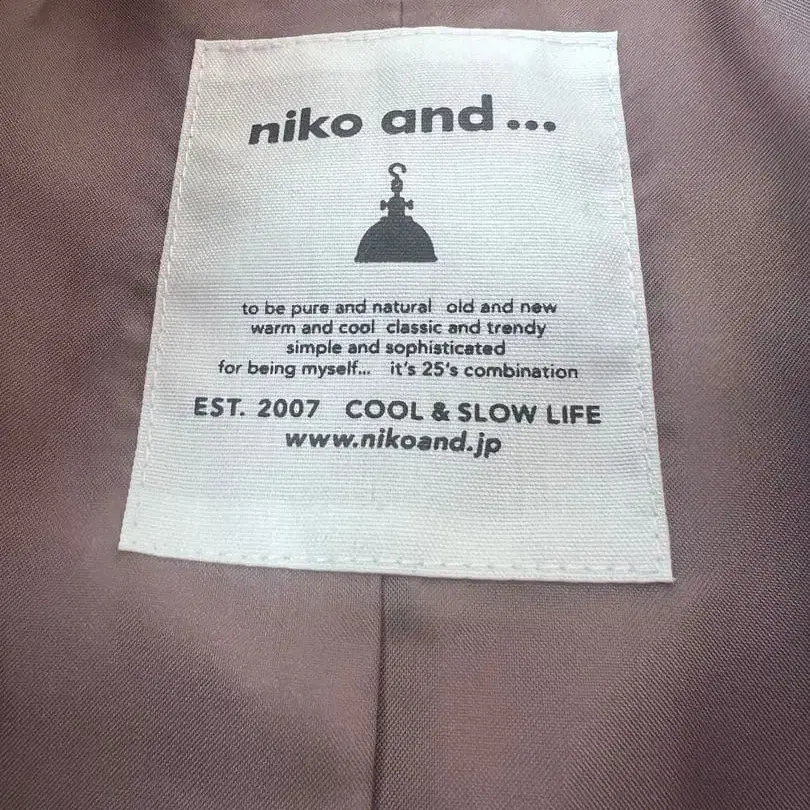 niko and...
to be pure and natural old and new
warm and cool classic and trendy
simple and sophisticated
for being myself... it's 25's combination
EST. 2007 COOL & SLOW LIFE
www.nikoand.jp